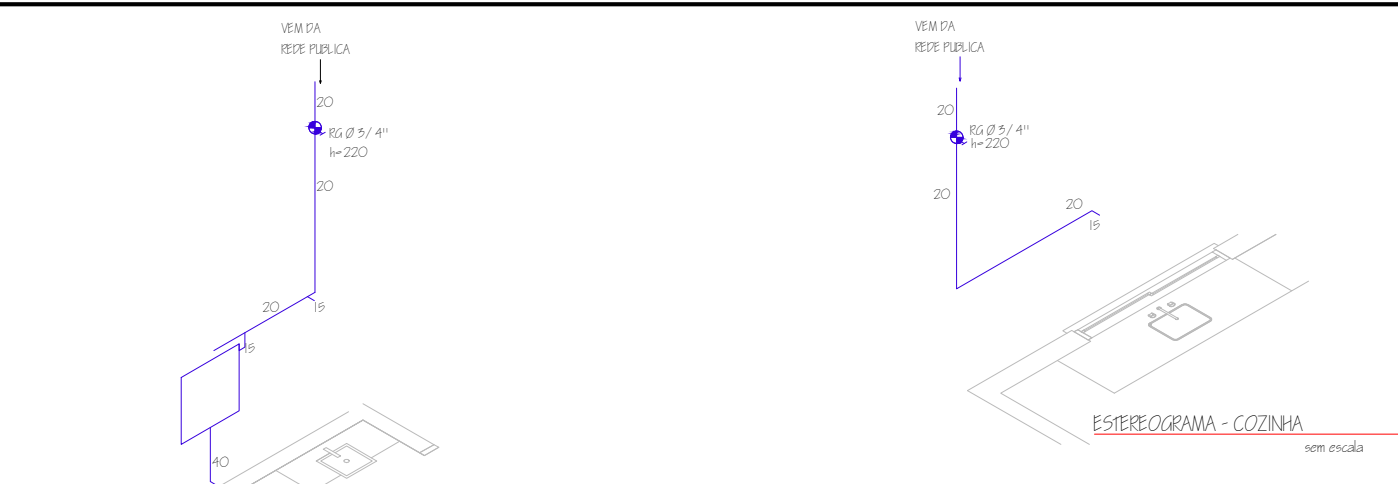 VEM DA
REDE PUBLICA
20
RG Ø 3/4"
h=220
20
20
15
15
40
VEM DA
REDE PUBLICA
20
RG Ø 3/4"
h=220
20
20
15
ESTEREOGRAMA - COZINHA
sem escala